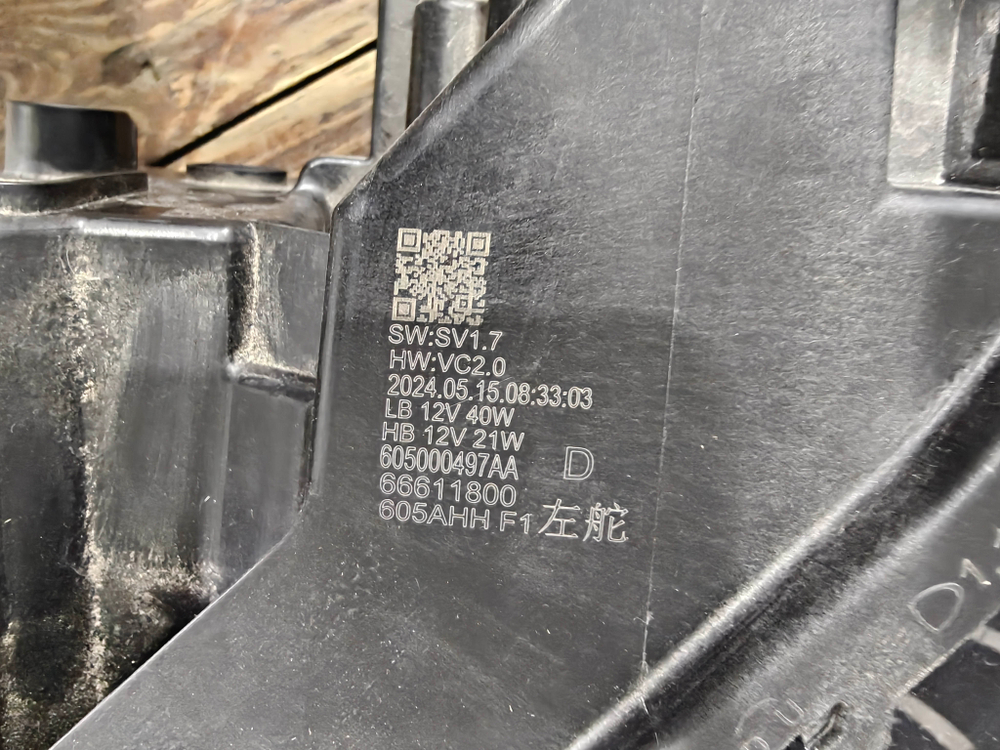 SW:SV1.7
HW:VC2.0
2024.05.15.08:33:03
LB 12V 40W
HB 12V 21W
605000497AA D
66611800
605AHH F1 左舵